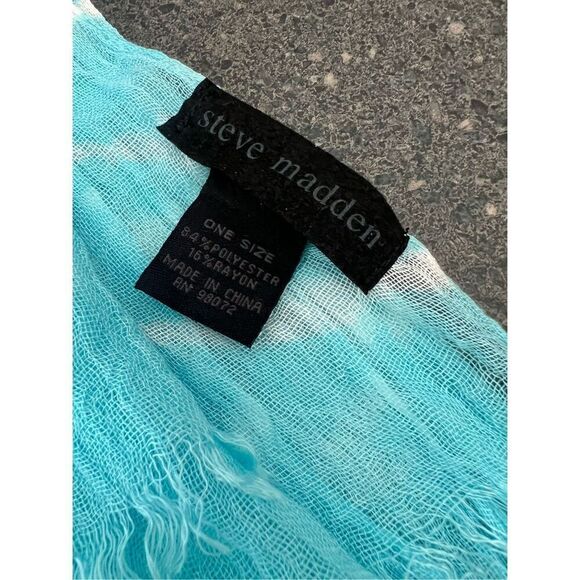 steve madden
ONE SIZE
84%POLYESTER
16%RAYON
MADE IN CHINA
RN 98072